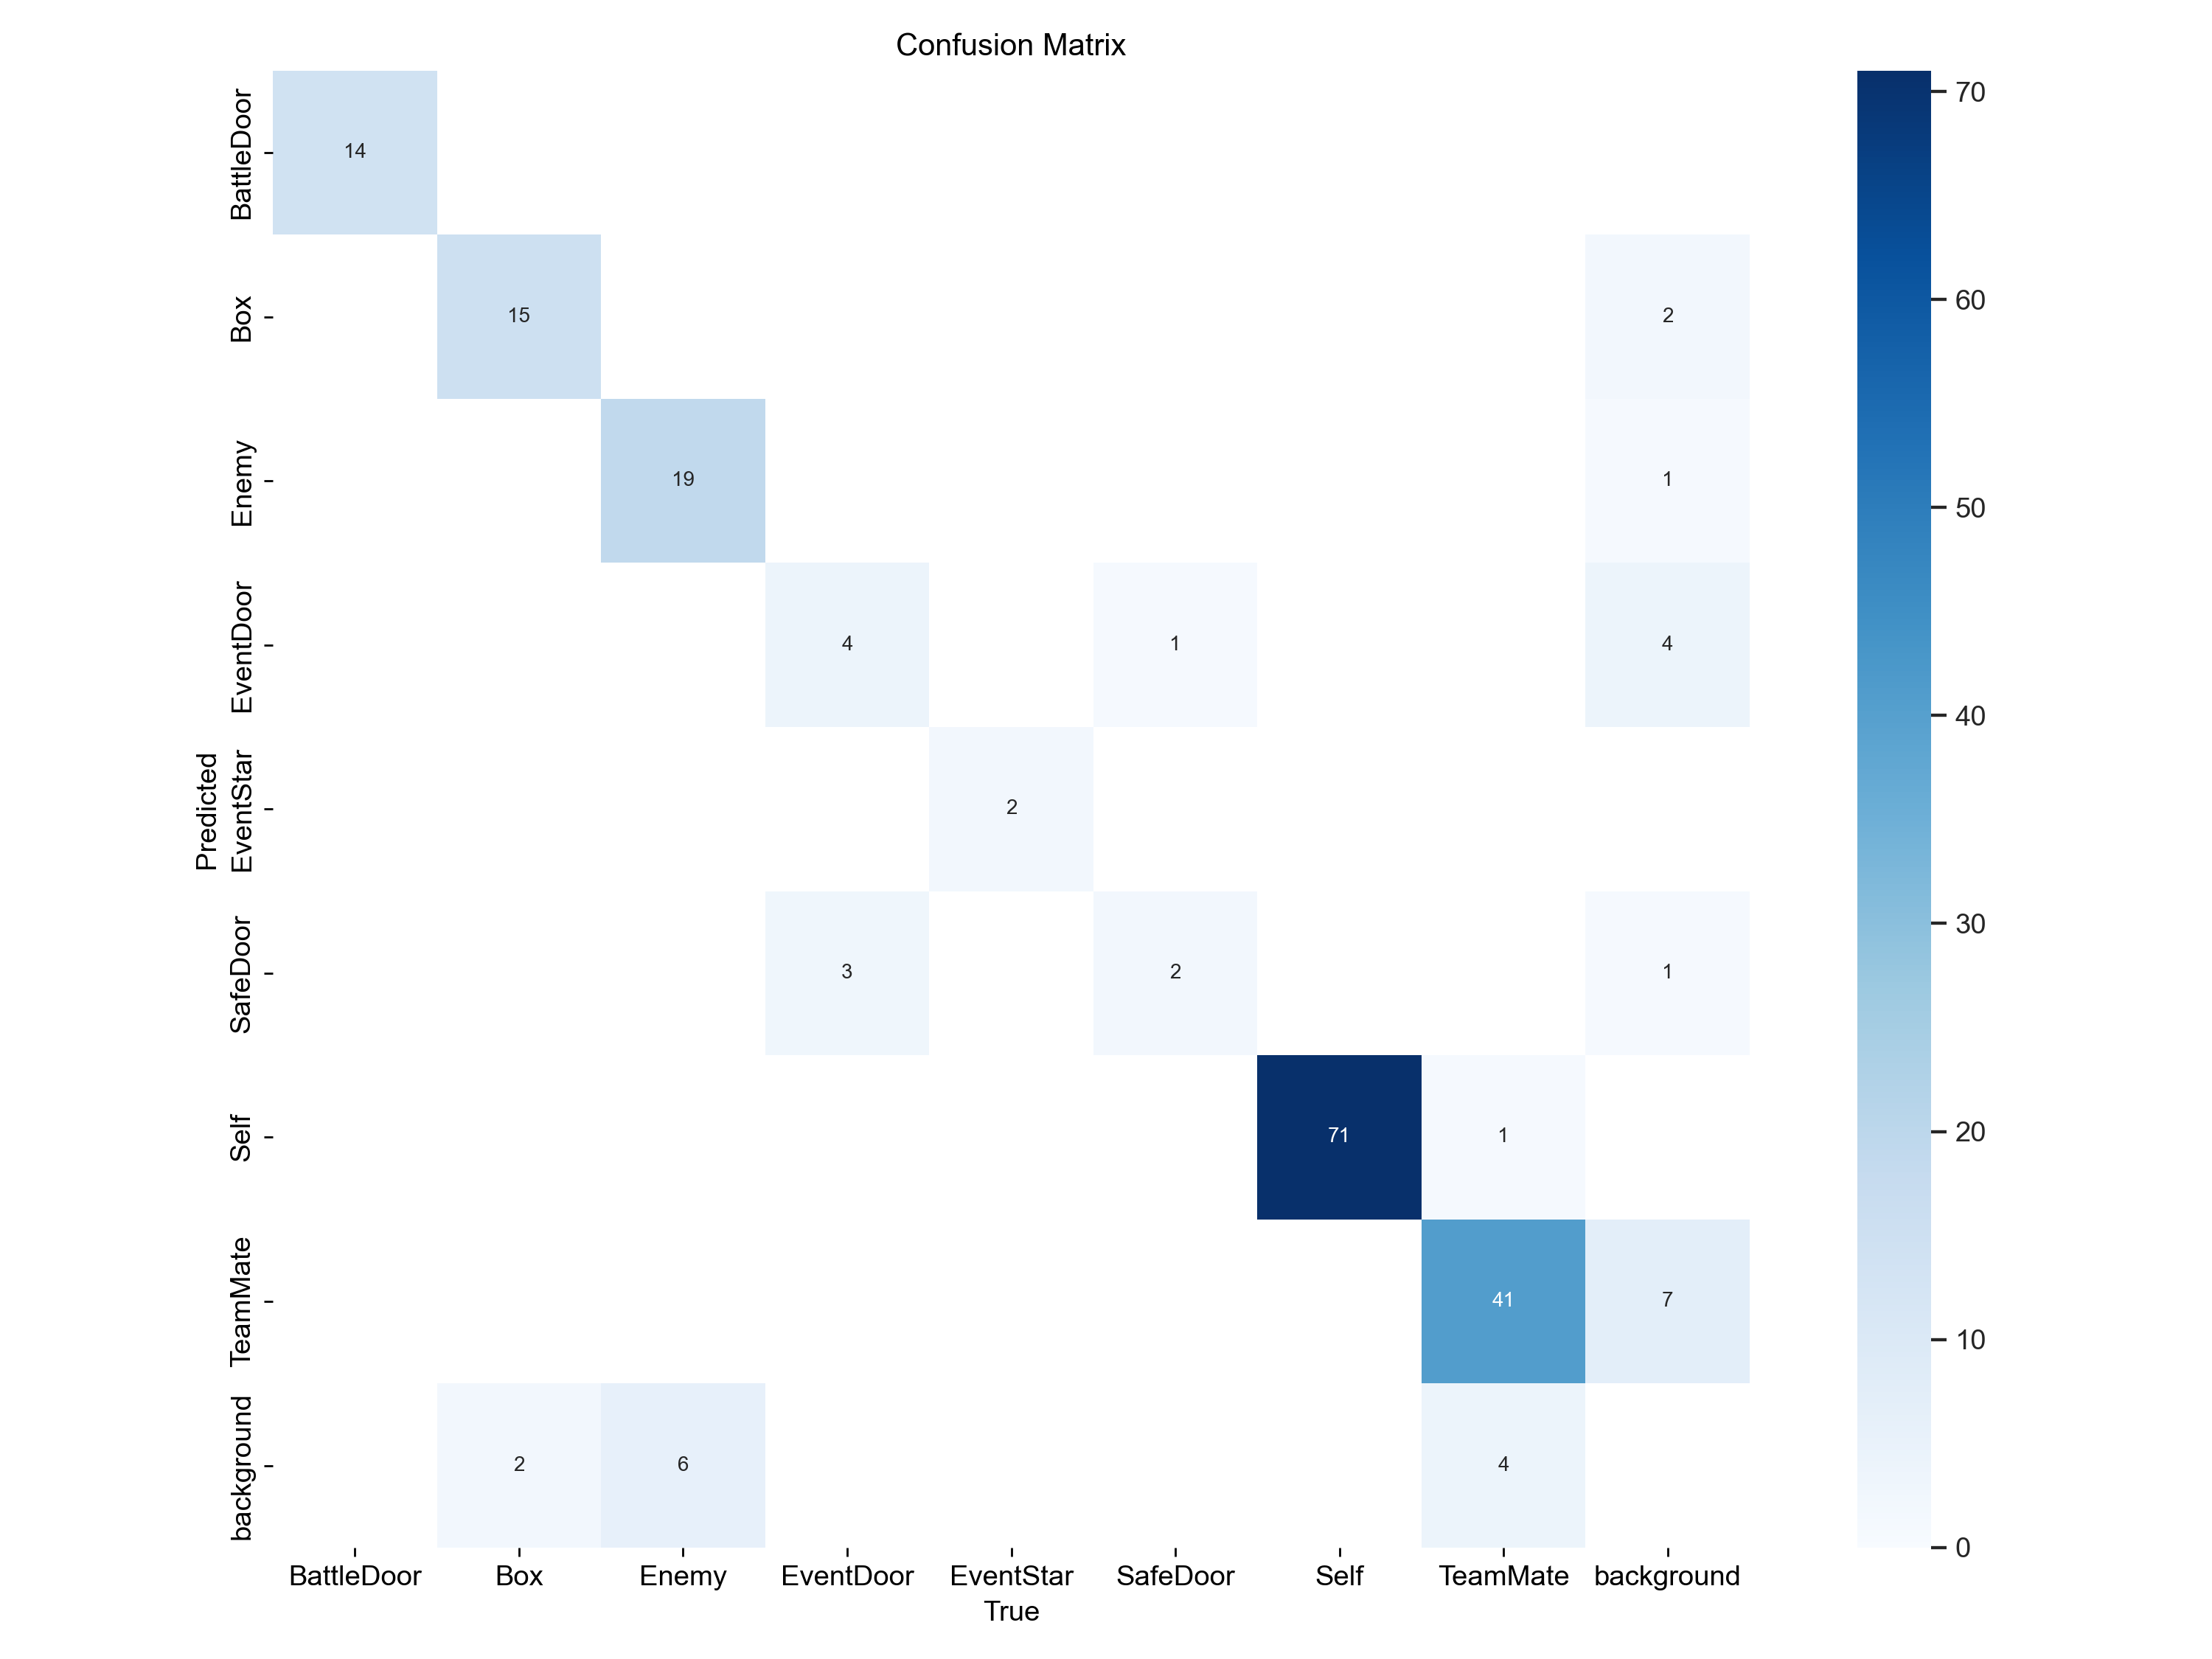 Confusion Matrix
Predicted
BattleDoor
14
Box
15
2
Enemy
19
1
EventDoor
4
1
4
EventStar
2
SafeDoor
3
2
1
Self
71
1
TeamMate
41
7
background
2
6
4
BattleDoor
Box
Enemy
EventDoor
EventStar
SafeDoor
Self
TeamMate
background
True
70
60
50
40
30
20
10
0